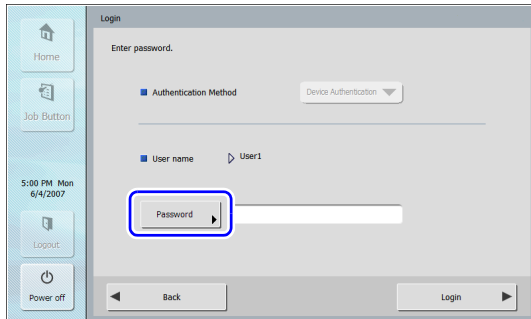 Login
Home
Enter password.
Authentication Method
Device Authentication
Job Button
User name
User1
5:00 PM Mon
6/4/2007
Password
Logout
Power off
Back
Login